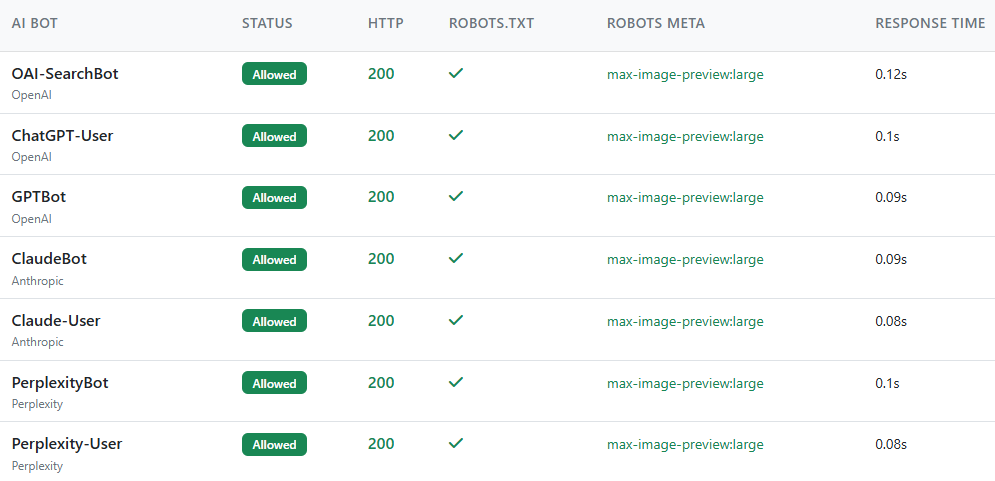 AI BOT STATUS HTTP ROBOTS.TXT ROBOTS META RESPONSE TIME
OAI-SearchBot Allowed 200 max-image-preview:large 0.12s
OpenAI
ChatGPT-User Allowed 200 max-image-preview:large 0.1s
OpenAI
GPTBot Allowed 200 max-image-preview:large 0.09s
OpenAI
ClaudeBot Allowed 200 max-image-preview:large 0.09s
Anthropic
Claude-User Allowed 200 max-image-preview:large 0.08s
Anthropic
PerplexityBot Allowed 200 max-image-preview:large 0.1s
Perplexity
Perplexity-User Allowed 200 max-image-preview:large 0.08s
Perplexity